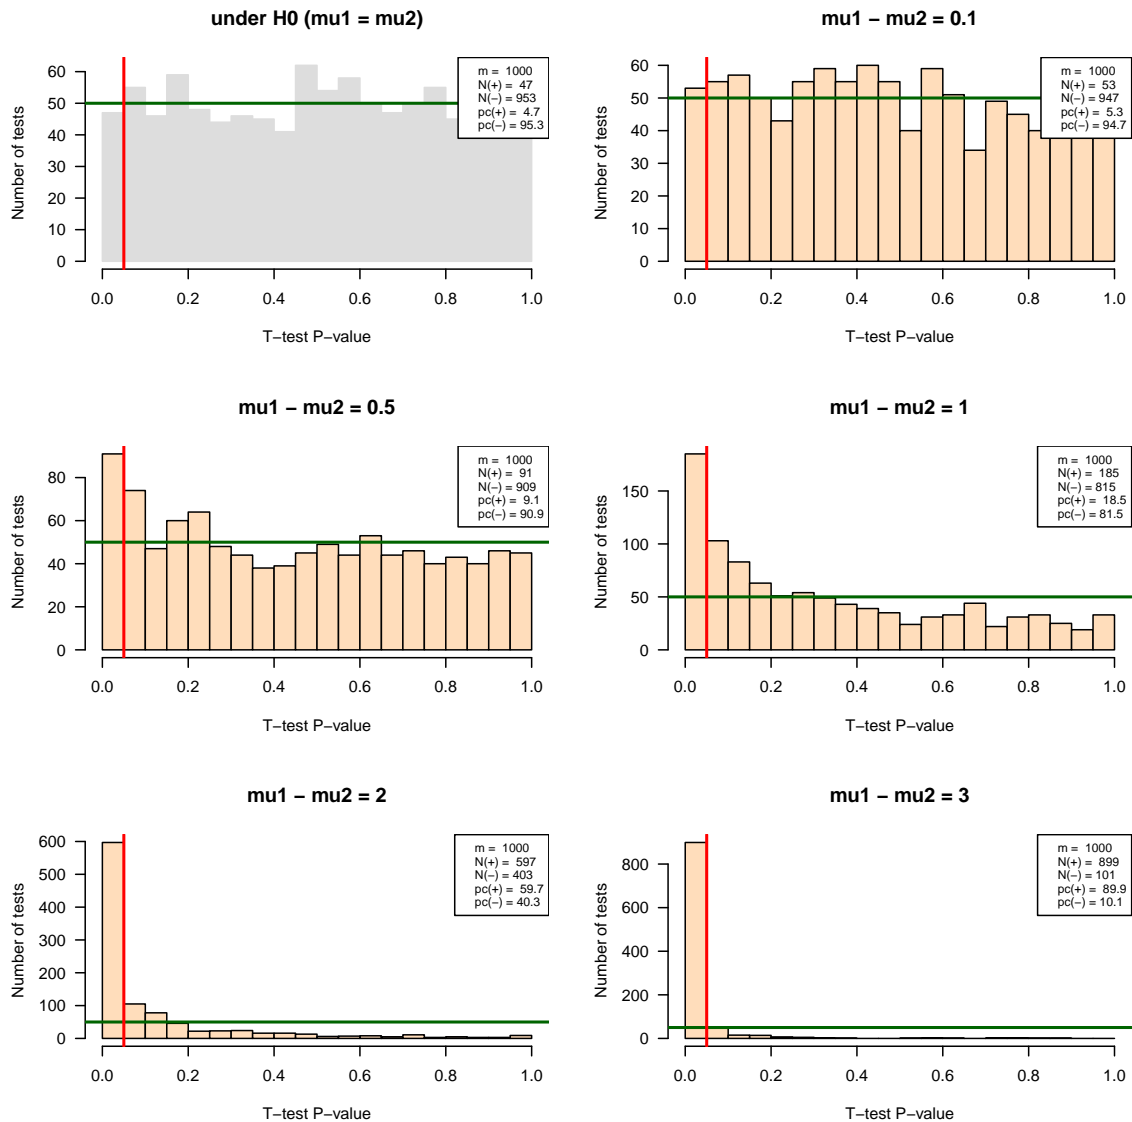 under H0 (mu1 = mu2)
Number of tests
60
50
40
30
20
10
0
m = 1000
N(+) = 47
N(−) = 953
pc(+) = 4.7
pc(−) = 95.3
0.0 0.2 0.4 0.6 0.8 1.0
T−test P−value
mu1 − mu2 = 0.1
Number of tests
60
50
40
30
20
10
0
m = 1000
N(+) = 53
N(−) = 947
pc(+) = 5.3
pc(−) = 94.7
0.0 0.2 0.4 0.6 0.8 1.0
T−test P−value
mu1 − mu2 = 0.5
Number of tests
80
60
40
20
0
m = 1000
N(+) = 91
N(−) = 909
pc(+) = 9.1
pc(−) = 90.9
0.0 0.2 0.4 0.6 0.8 1.0
T−test P−value
mu1 − mu2 = 1
Number of tests
150
100
50
0
m = 1000
N(+) = 185
N(−) = 815
pc(+) = 18.5
pc(−) = 81.5
0.0 0.2 0.4 0.6 0.8 1.0
T−test P−value
mu1 − mu2 = 2
Number of tests
600
500
400
300
200
100
0
m = 1000
N(+) = 597
N(−) = 403
pc(+) = 59.7
pc(−) = 40.3
0.0 0.2 0.4 0.6 0.8 1.0
T−test P−value
mu1 − mu2 = 3
Number of tests
800
600
400
200
0
m = 1000
N(+) = 899
N(−) = 101
pc(+) = 89.9
pc(−) = 10.1
0.0 0.2 0.4 0.6 0.8 1.0
T−test P−value